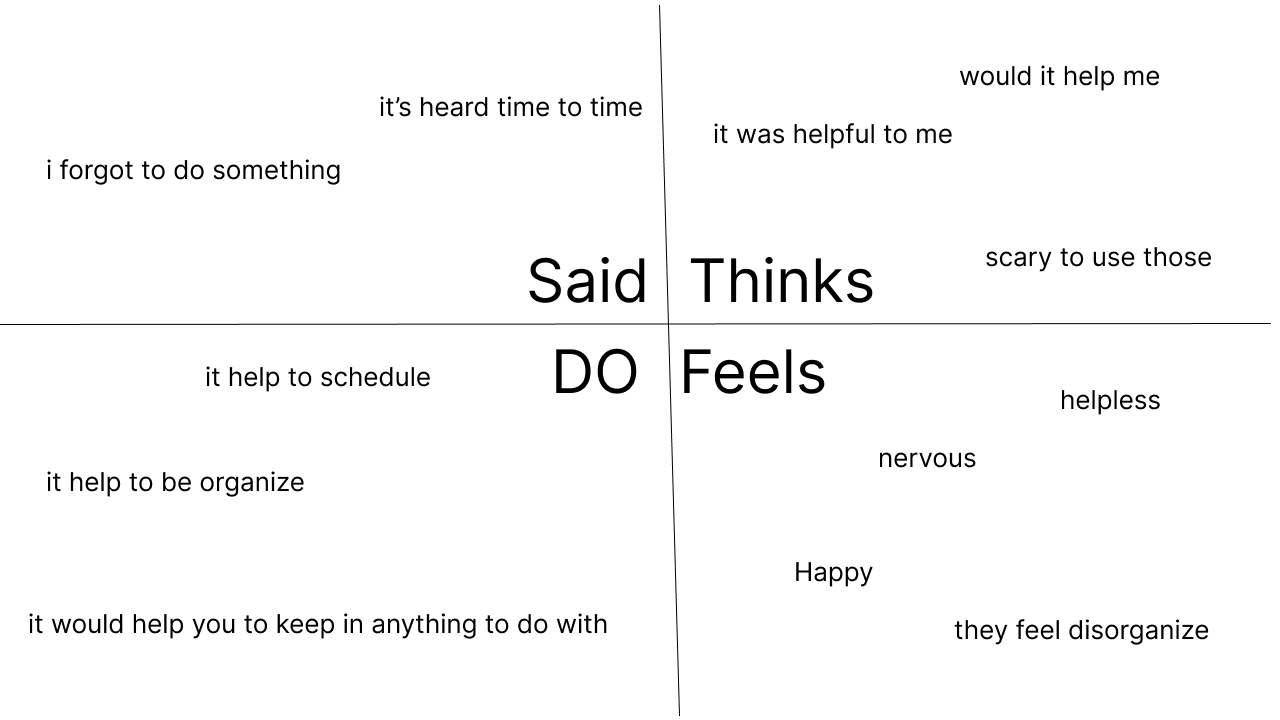 it’s heard time to time
i forgot to do something
Said
would it help me
it was helpful to me
scary to use those
Thinks
DO
it help to schedule
it help to be organize
it would help you to keep in anything to do with
Feels
helpless
nervous
Happy
they feel disorganize